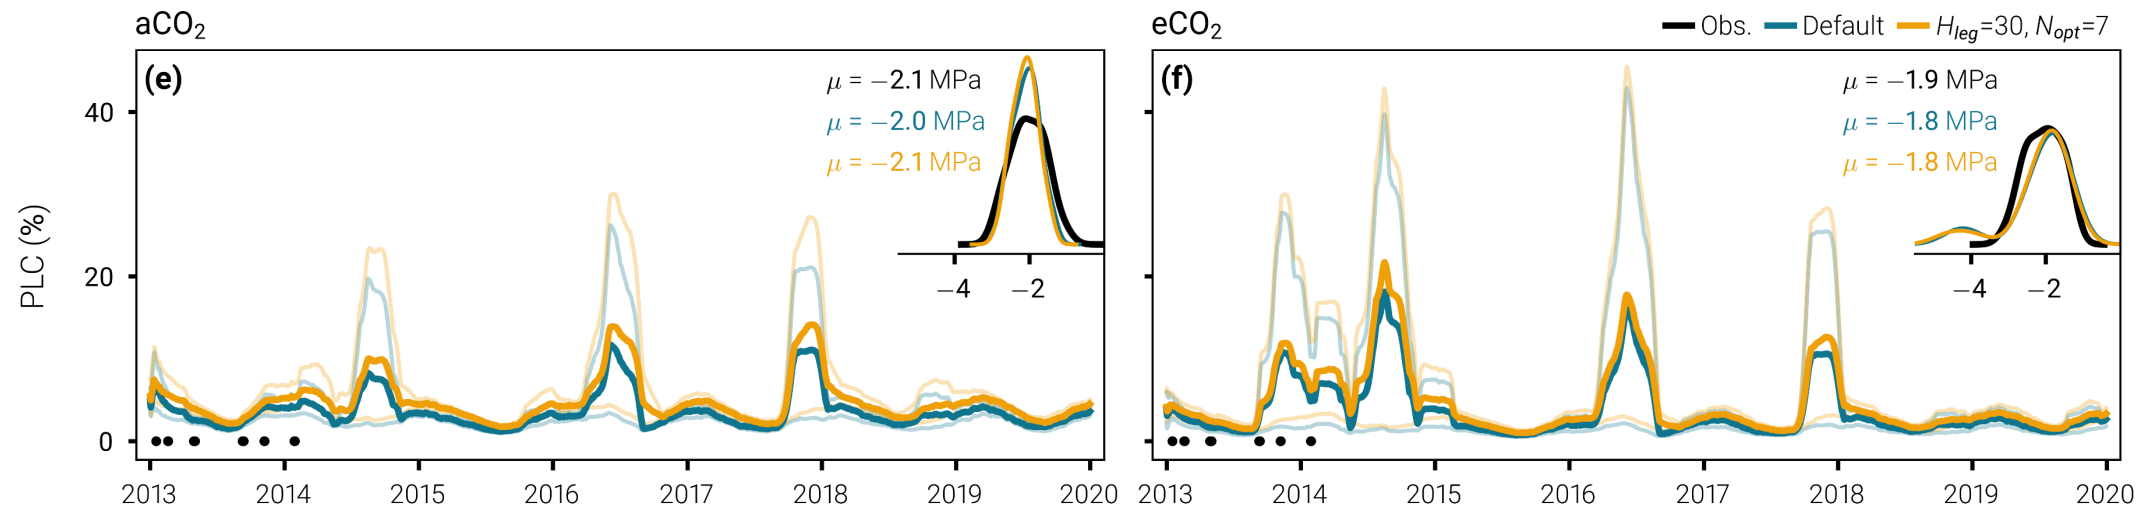 aCO₂
eCO₂
Obs. Default H_leg=30, N_opt=7
(e)
μ = −2.1 MPa
μ = −2.0 MPa
μ = −2.1 MPa
−4 −2
(f)
μ = −1.9 MPa
μ = −1.8 MPa
μ = −1.8 MPa
−4 −2
PLC (%)
40
20
0
2013 2014 2015 2016 2017 2018 2019 2020
2013 2014 2015 2016 2017 2018 2019 2020